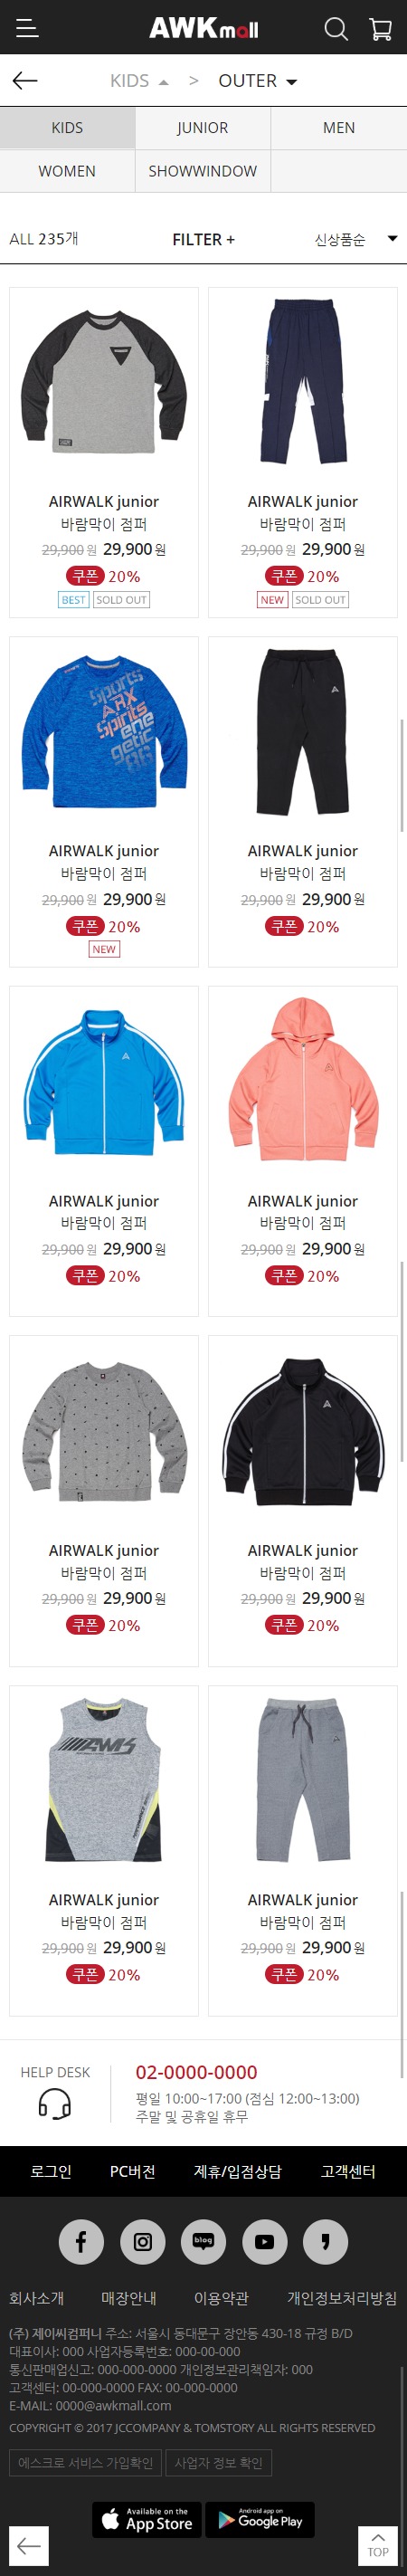 AWKmall
KIDS > OUTER
KIDS JUNIOR MEN
WOMEN SHOWWINDOW
ALL 235개 FILTER + 신상품순
AIRWALK junior
바람막이 점퍼
29,900 원 29,900 원
쿠폰 20%
BEST SOLD OUT
AIRWALK junior
바람막이 점퍼
29,900 원 29,900 원
쿠폰 20%
NEW SOLD OUT
Sports
ARX
Spirits
ene
getic
86
AIRWALK junior
바람막이 점퍼
29,900 원 29,900 원
쿠폰 20%
NEW
AIRWALK junior
바람막이 점퍼
29,900 원 29,900 원
쿠폰 20%
AIRWALK junior
바람막이 점퍼
29,900 원 29,900 원
쿠폰 20%
AIRWALK junior
바람막이 점퍼
29,900 원 29,900 원
쿠폰 20%
AIRWALK junior
바람막이 점퍼
29,900 원 29,900 원
쿠폰 20%
AIRWALK junior
바람막이 점퍼
29,900 원 29,900 원
쿠폰 20%
AWS
AIRWALK junior
바람막이 점퍼
29,900 원 29,900 원
쿠폰 20%
AIRWALK junior
바람막이 점퍼
29,900 원 29,900 원
쿠폰 20%
HELP DESK
02-0000-0000
평일 10:00~17:00 (점심 12:00~13:00)
주말 및 공휴일 휴무
로그인 PC버전 제휴/입점상담 고객센터
blog
회사소개 매장안내 이용약관 개인정보처리방침
(주) 제이씨컴퍼니 주소: 서울시 동대문구 장안동 430-18 규정 B/D
대표이사: 000 사업자등록번호: 000-00-000
통신판매업신고: 000-000-0000 개인정보관리책임자: 000
고객센터: 00-000-0000 FAX: 00-000-0000
E-MAIL: 0000@awkmall.com
COPYRIGHT © 2017 JCCOMPANY & TOMSTORY ALL RIGHTS RESERVED
에스크로 서비스 가입확인 사업자 정보 확인
Available on the
App Store
Android app on
Google Play
TOP